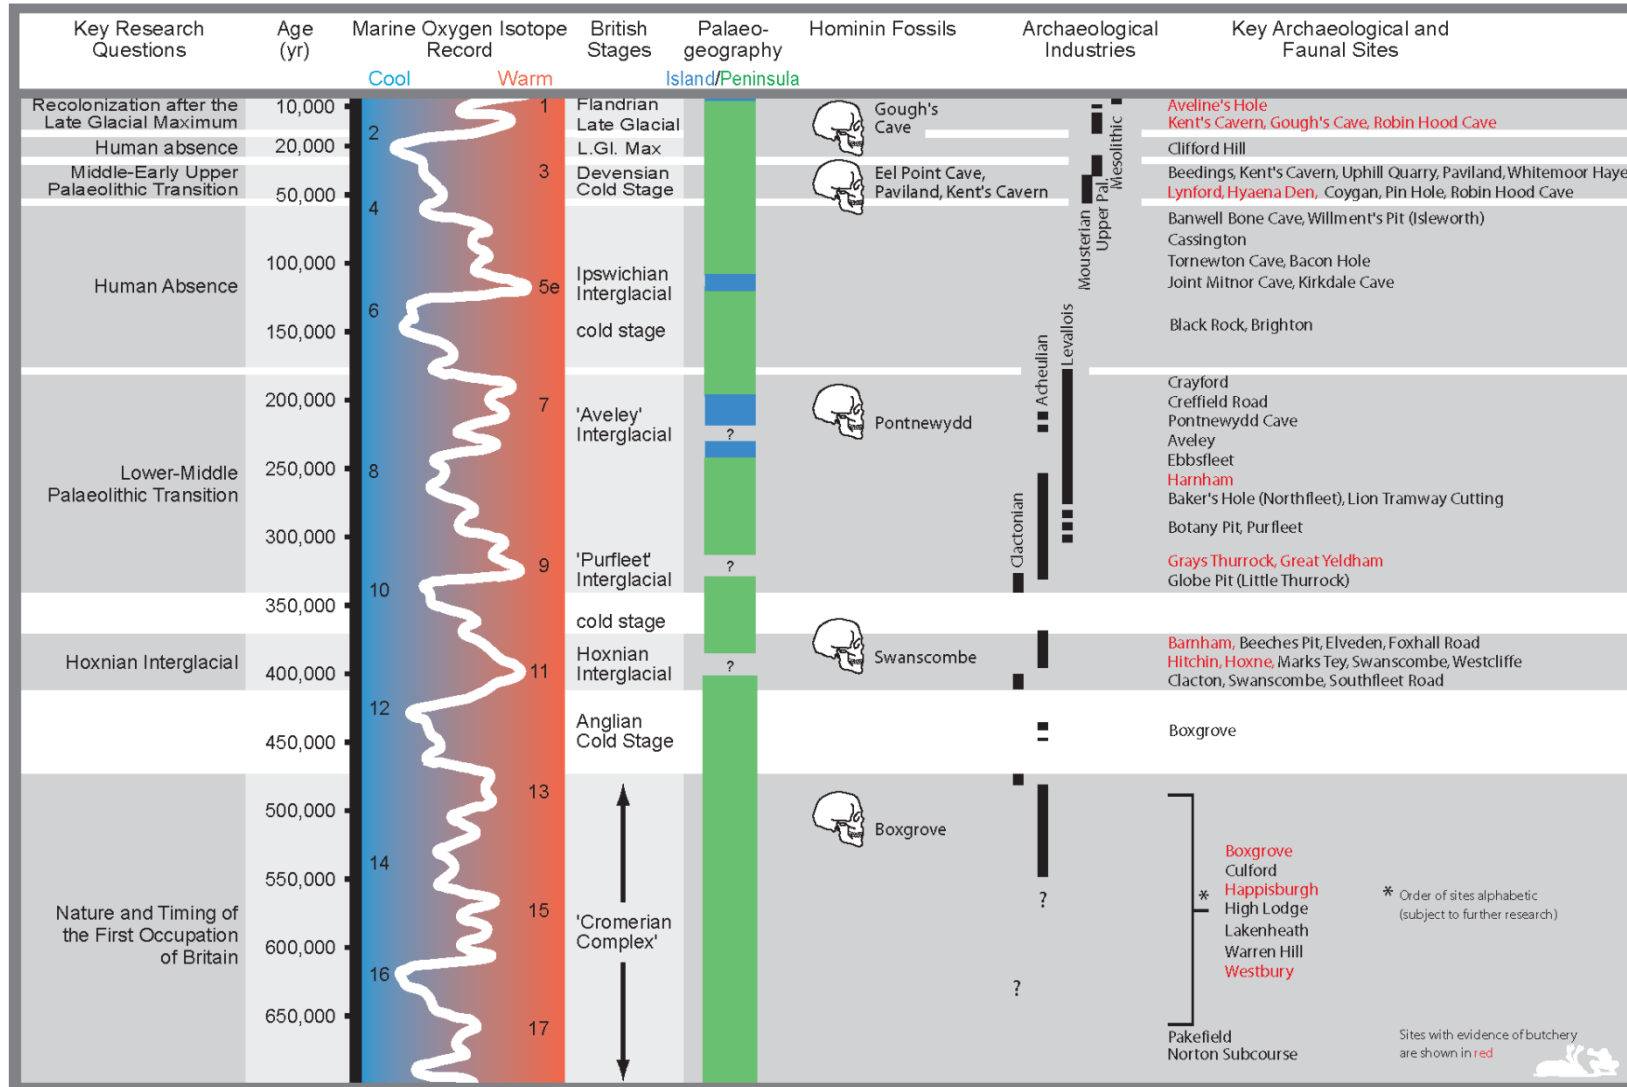 Key Research
Questions
Age
(yr)
Marine Oxygen Isotope
Record
Cool
Warm
British
Stages
Palaeo-
geography
Island/Peninsula
Hominin Fossils
Archaeological
Industries
Key Archaeological and
Faunal Sites
Recolonization after the
Late Glacial Maximum
Human absence
Middle-Early Upper
Palaeolithic Transition
Human Absence
Lower-Middle
Palaeolithic Transition
Hoxnian Interglacial
Nature and Timing of
the First Occupation
of Britain
10,000
20,000
50,000
100,000
150,000
200,000
250,000
300,000
350,000
400,000
450,000
500,000
550,000
600,000
650,000
1
2
3
4
5e
6
7
8
9
10
11
12
13
14
15
16
17
Flandrian
Late Glacial
L.Gl. Max
Devensian
Cold Stage
Ipswichian
Interglacial
cold stage
'Aveley'
Interglacial
'Purfleet'
Interglacial
cold stage
Hoxnian
Interglacial
Anglian
Cold Stage
'Cromerian
Complex'
?
?
?
Gough's
Cave
Eel Point Cave,
Paviland, Kent's Cavern
Pontnewydd
Swanscombe
Boxgrove
Clactonian
Acheulian
Levallois
Mousterian
Upper Pal.
Mesolithic
?
?
Aveline's Hole
Kent's Cavern, Gough's Cave, Robin Hood Cave
Clifford Hill
Beedings, Kent's Cavern, Uphill Quarry, Paviland, Whitemoor Haye
Lynford, Hyaena Den, Coygan, Pin Hole, Robin Hood Cave
Banwell Bone Cave, Willment's Pit (Isleworth)
Cassington
Tornewton Cave, Bacon Hole
Joint Mitnor Cave, Kirkdale Cave
Black Rock, Brighton
Crayford
Creffield Road
Pontnewydd Cave
Aveley
Ebbsfleet
Harnham
Baker's Hole (Northfleet), Lion Tramway Cutting
Botany Pit, Purfleet
Grays Thurrock, Great Yeldham
Globe Pit (Little Thurrock)
Barnham, Beeches Pit, Elveden, Foxhall Road
Hitchin, Hoxne, Marks Tey, Swanscombe, Westcliffe
Clacton, Swanscombe, Southfleet Road
Boxgrove
*
Boxgrove
Culford
Happisburgh
High Lodge
Lakenheath
Warren Hill
Westbury
* Order of sites alphabetic
(subject to further research)
Pakefield
Norton Subcourse
Sites with evidence of butchery
are shown in red